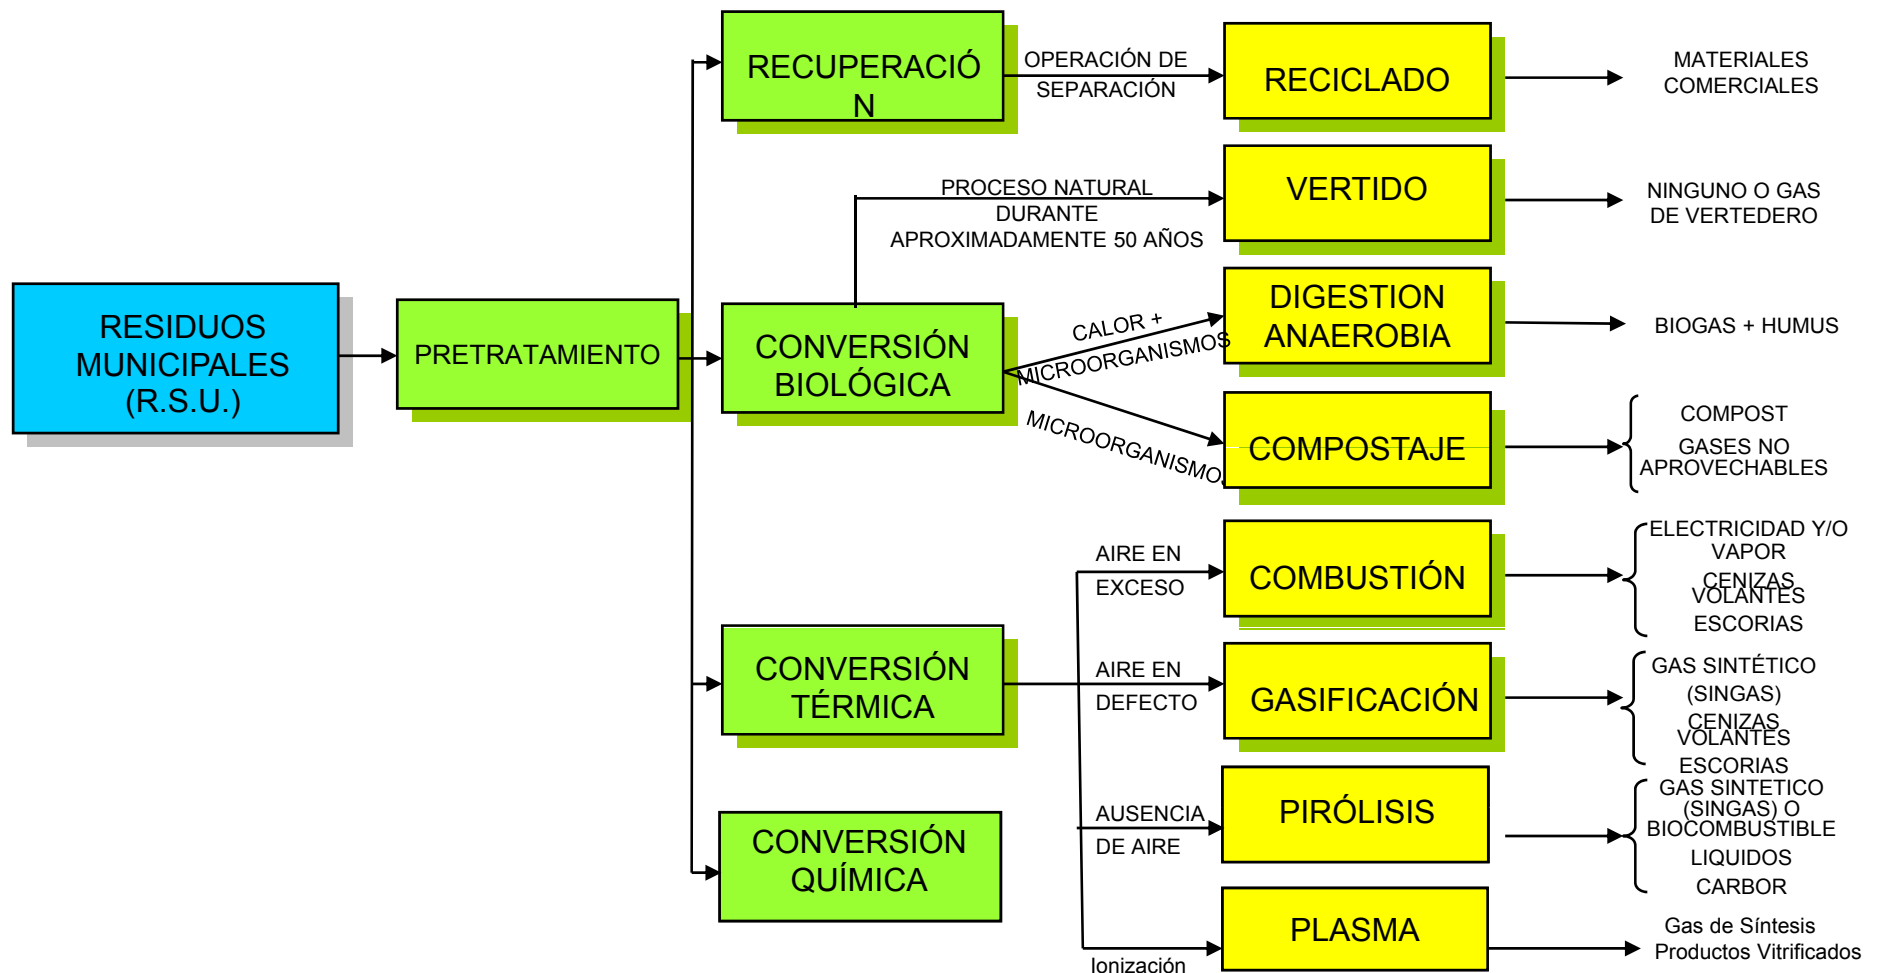 RECUPERACIÓ
N
OPERACIÓN DE
SEPARACIÓN
RECICLADO
MATERIALES
COMERCIALES
PROCESO NATURAL
DURANTE
APROXIMADAMENTE 50 AÑOS
VERTIDO
NINGUNO O GAS
DE VERTEDERO
RESIDUOS
MUNICIPALES
(R.S.U.)
PRETRATAMIENTO
CONVERSIÓN
BIOLÓGICA
CALOR +
MICROORGANISMOS
DIGESTION
ANAEROBIA
BIOGAS + HUMUS
MICROORGANISMOS
COMPOSTAJE
COMPOST
GASES NO
APROVECHABLES
AIRE EN
EXCESO
COMBUSTIÓN
ELECTRICIDAD Y/O
VAPOR
CENIZAS
VOLANTES
ESCORIAS
CONVERSIÓN
TÉRMICA
AIRE EN
DEFECTO
GASIFICACIÓN
GAS SINTÉTICO
(SINGAS)
CENIZAS
VOLANTES
ESCORIAS
AUSENCIA
DE AIRE
PIRÓLISIS
GAS SINTETICO
(SINGAS) O
BIOCOMBUSTIBLE
LIQUIDOS
CARBOR
CONVERSIÓN
QUÍMICA
Ionización
PLASMA
Gas de Síntesis
Productos Vitrificados